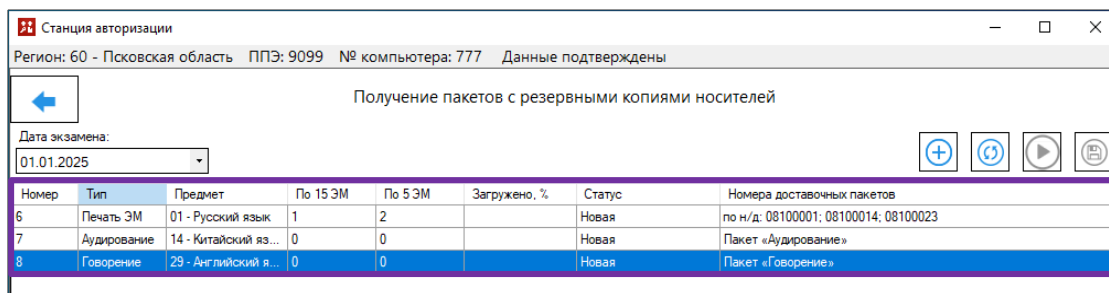 Станция авторизации
Регион: 60 - Псковская область ППЭ: 9099 № компьютера: 777 Данные подтверждены
Получение пакетов с резервными копиями носителей
Дата экзамена:
01.01.2025
Номер Тип Предмет По 15 ЭМ По 5 ЭМ Загружено, % Статус Номера доставочных пакетов
6 Печать ЭМ 01 - Русский язык 1 2 Новая по н/д: 08100001; 08100014; 08100023
7 Аудирование 14 - Китайский яз... 0 0 Новая Пакет «Аудирование»
8 Говорение 29 - Английский я... 0 0 Новая Пакет «Говорение»